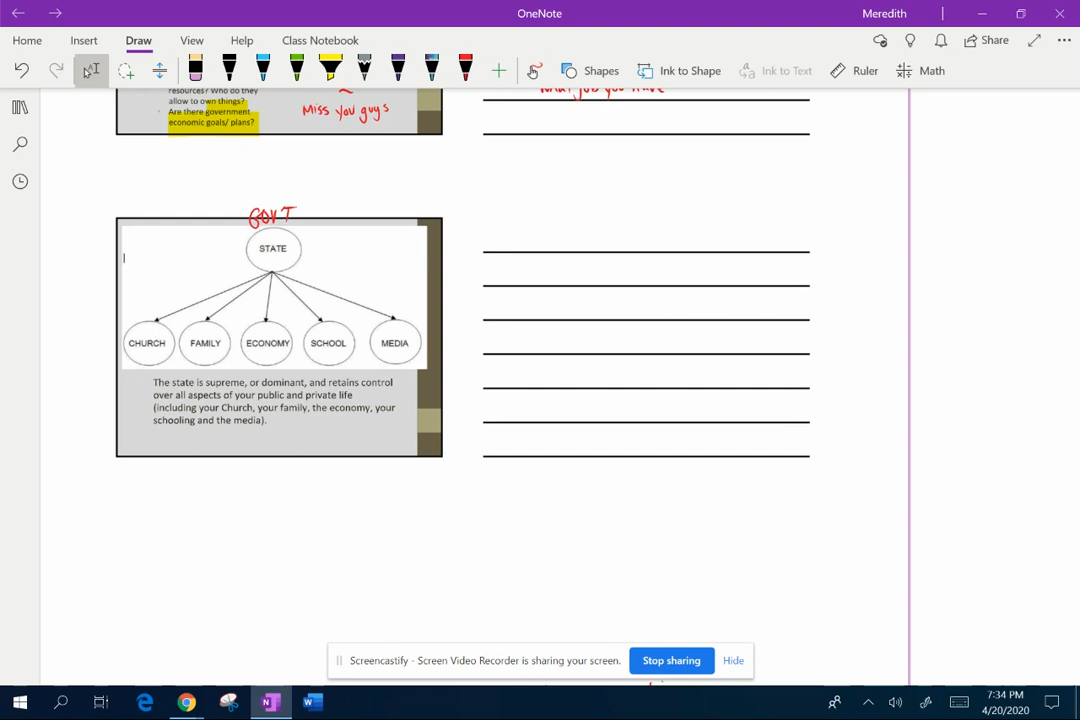 OneNote
Meredith
Home Insert Draw View Help Class Notebook
Share
Shapes Ink to Shape Ink to Text Ruler Math
resources? Who do they
allow to own things?
Are there government
economic goals/ plans?
Miss you guys
what job you have
GOVT
STATE
CHURCH FAMILY ECONOMY SCHOOL MEDIA
The state is supreme, or dominant, and retains control
over all aspects of your public and private life
(including your Church, your family, the economy, your
schooling and the media).
Screencastify - Screen Video Recorder is sharing your screen. Stop sharing Hide
7:34 PM
4/20/2020